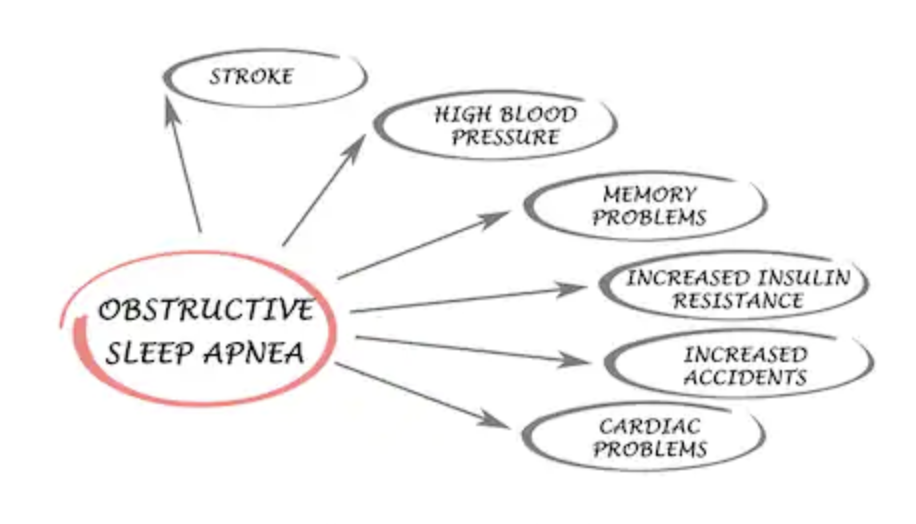 STROKE
HIGH BLOOD
PRESSURE
MEMORY
PROBLEMS
INCREASED INSULIN
RESISTANCE
OBSTRUCTIVE
SLEEP APNEA
INCREASED
ACCIDENTS
CARDIAC
PROBLEMS